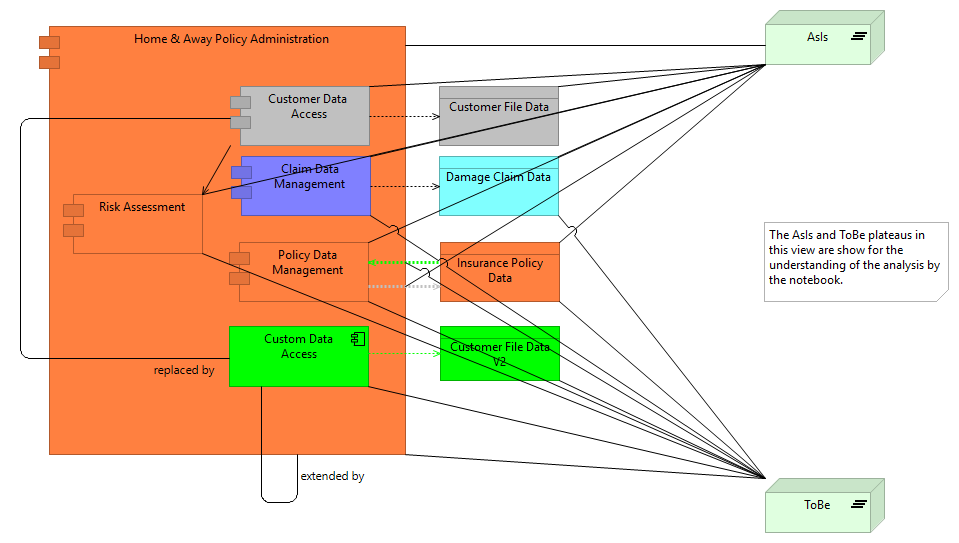 Home & Away Policy Administration
AsIs
Customer Data
Access
Customer File Data
Claim Data
Management
Damage Claim Data
Risk Assessment
The AsIs and ToBe plateaus in
this view are show for the
understanding of the analysis by
the notebook.
Policy Data
Management
Insurance Policy
Data
Custom Data
Access
Customer File Data
V2
replaced by
extended by
ToBe